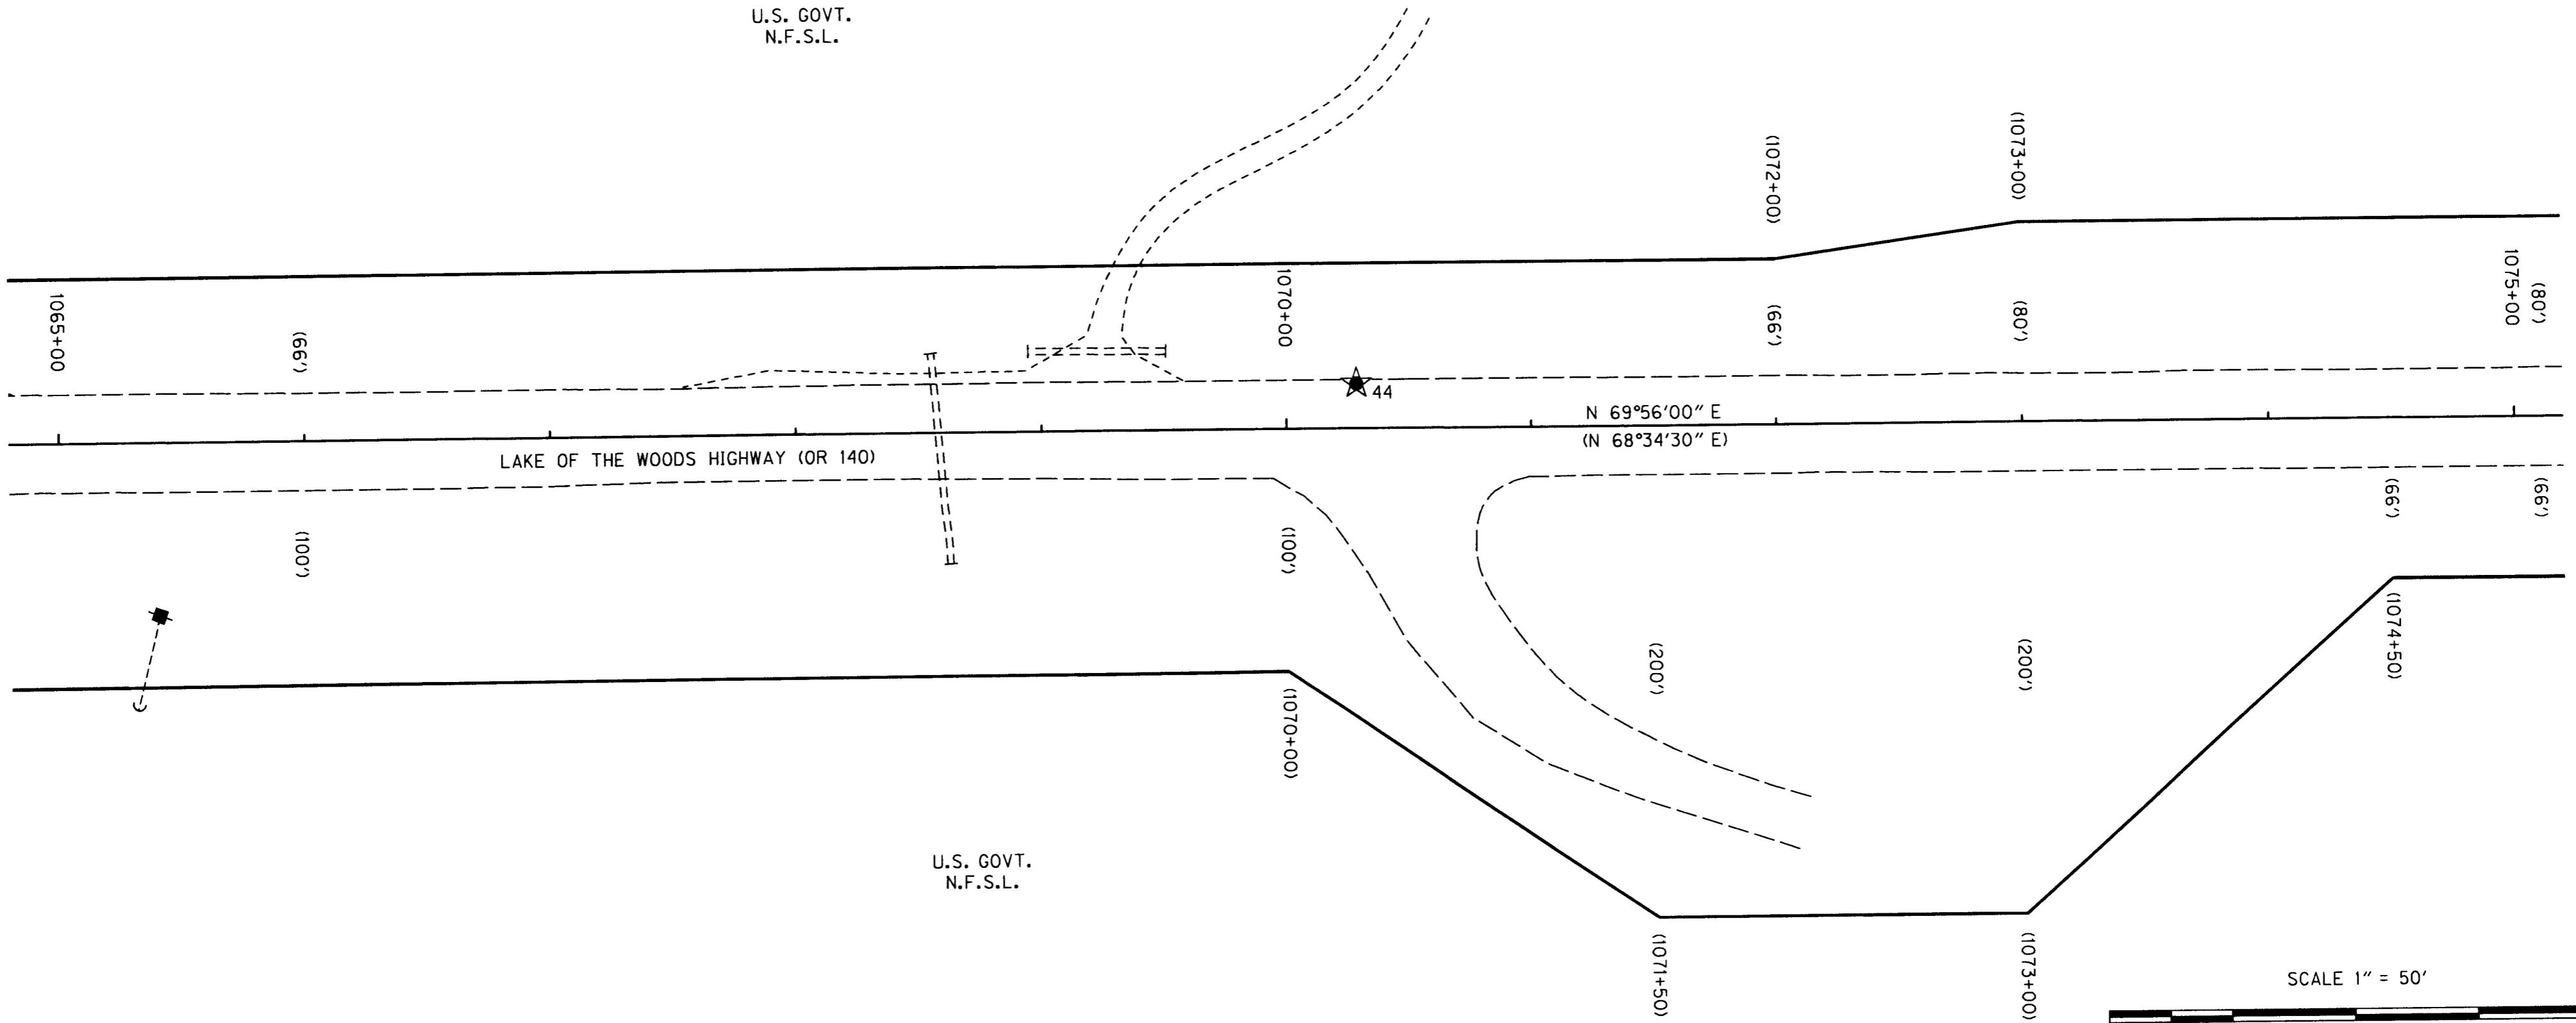 U.S. GOVT.
N.F.S.L.
(1072+00)
(1073+00)
1065+00
(66')
1070+00
(66')
(80')
1075+00
(80')
44
N 69°56'00" E
(N 68°34'30" E)
LAKE OF THE WOODS HIGHWAY (OR 140)
(100')
(100')
(200')
(200')
(66')
(66')
(1070+00)
(1074+50)
U.S. GOVT.
N.F.S.L.
(1071+50)
(1073+00)
SCALE 1" = 50'